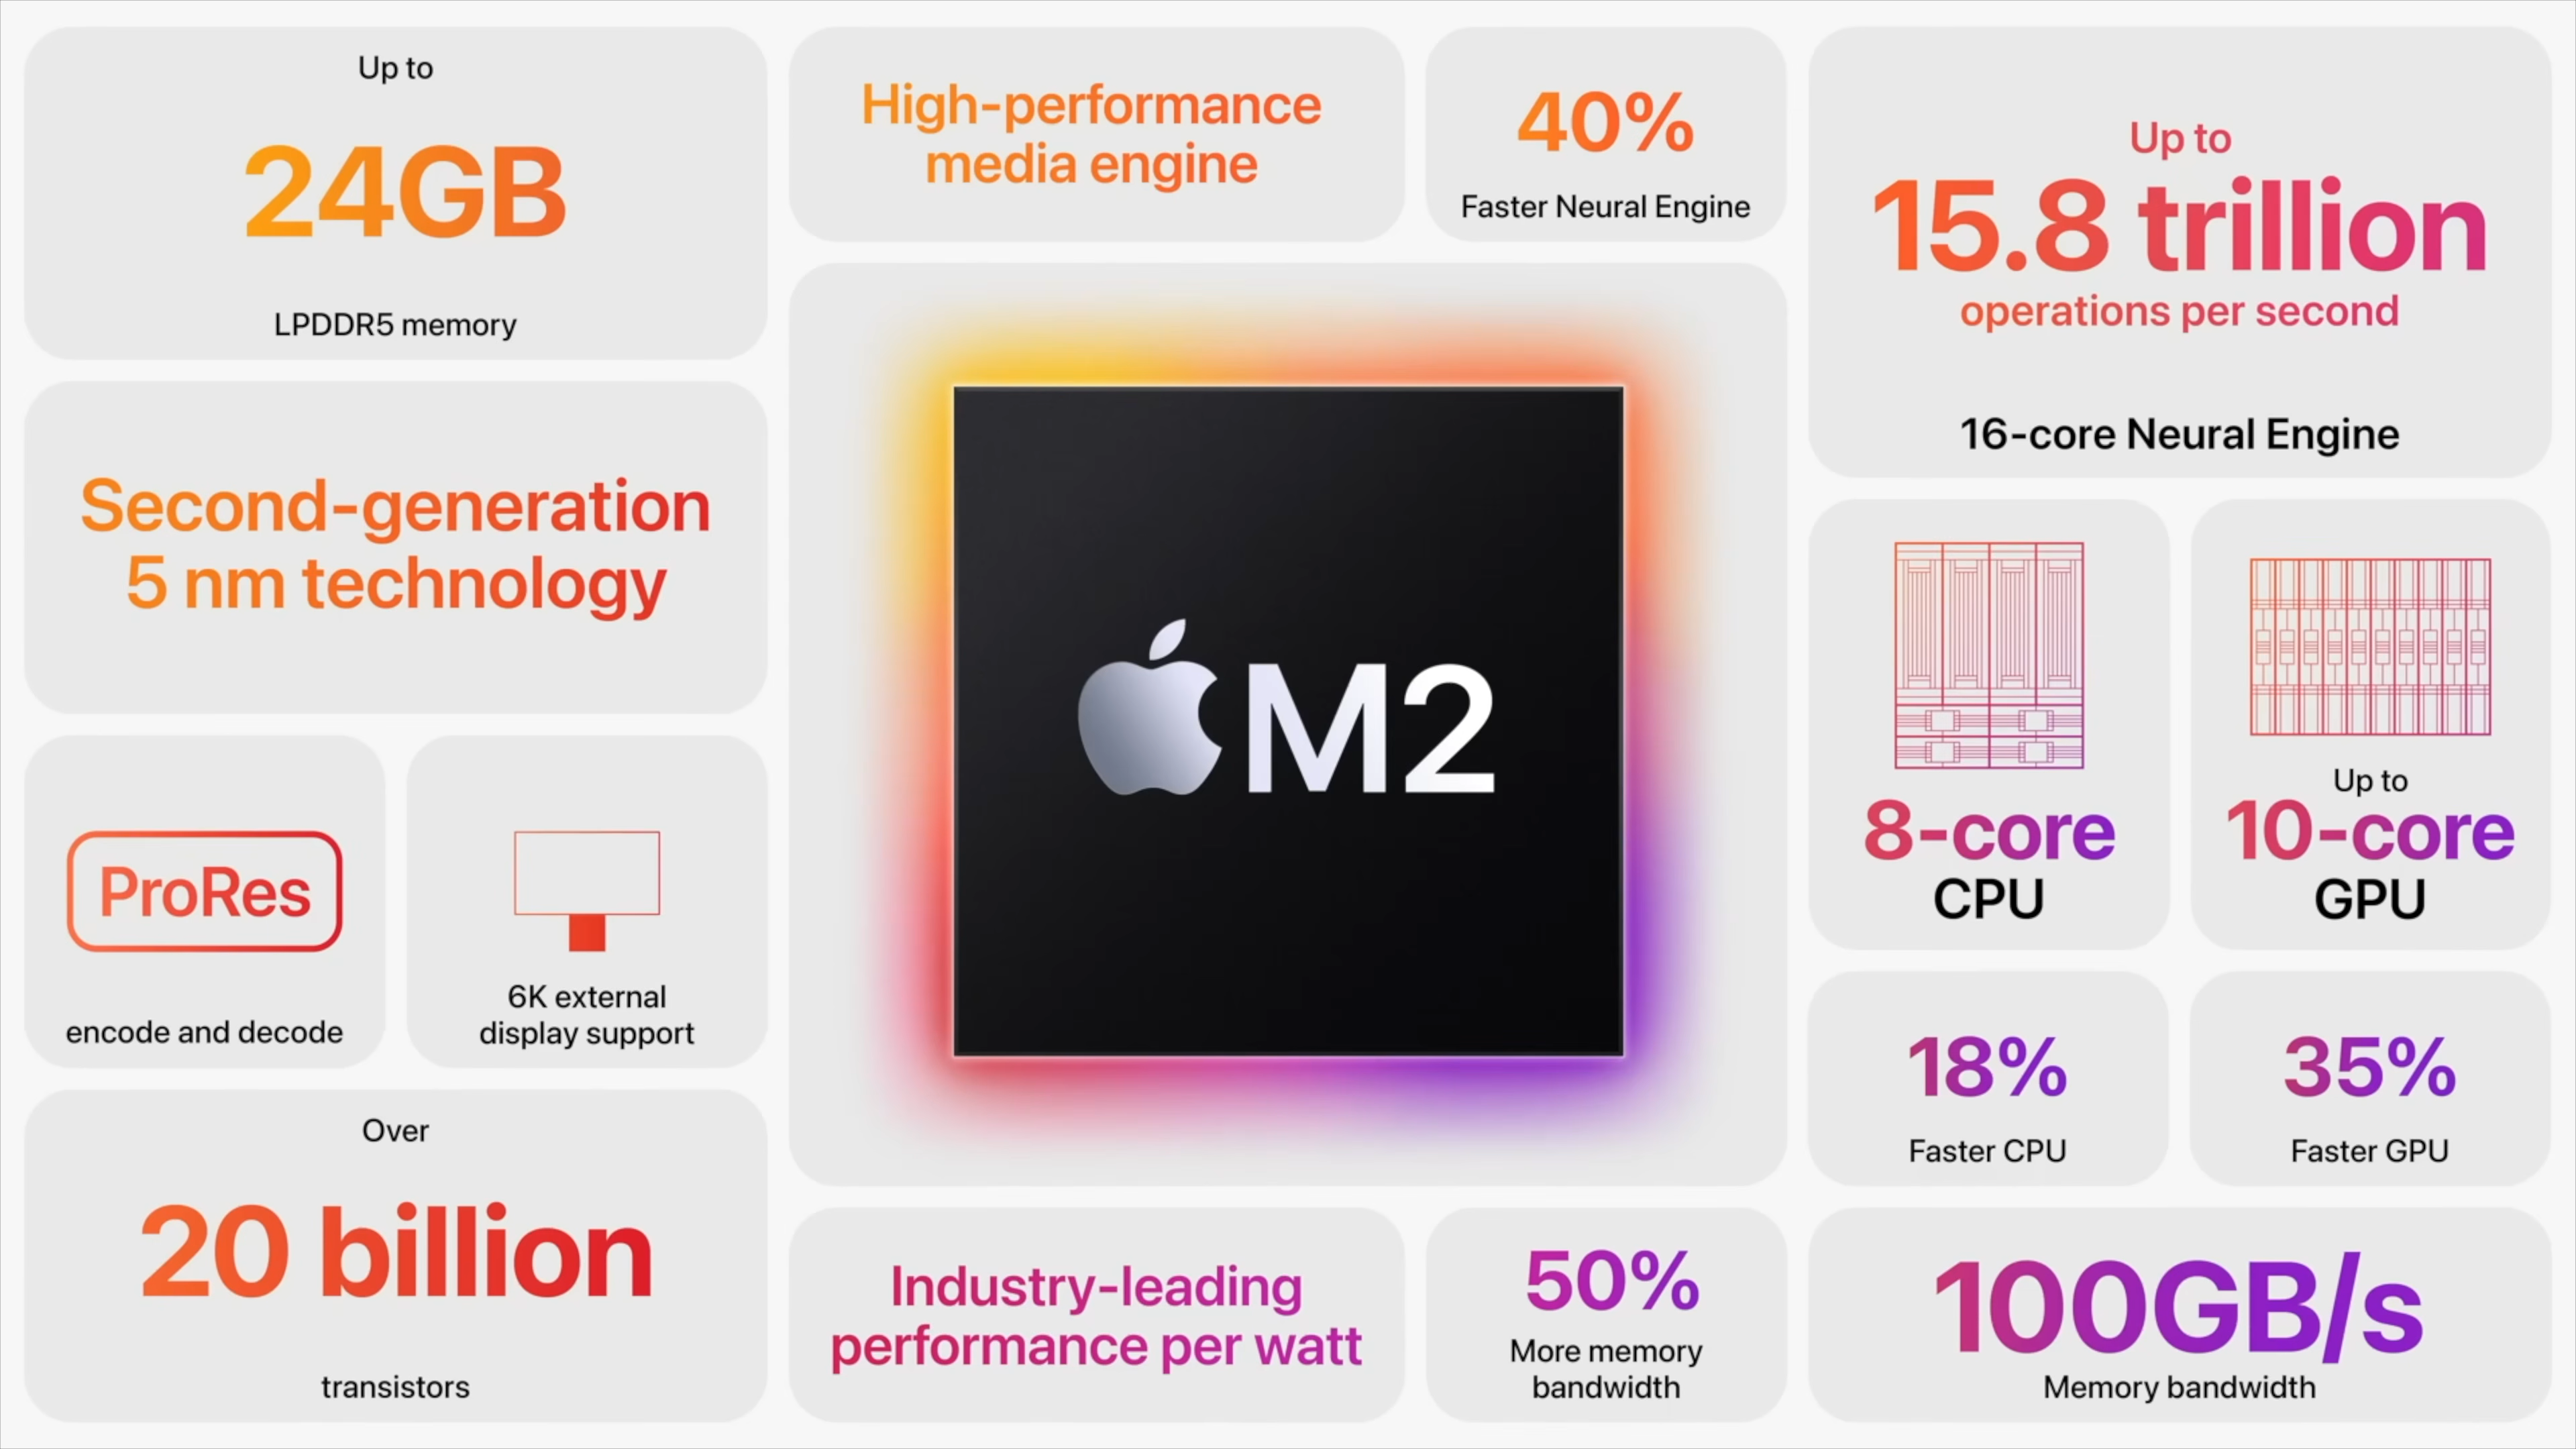 Up to
24GB
LPDDR5 memory
Second-generation
5 nm technology
ProRes
encode and decode
6K external
display support
Over
20 billion
transistors
High-performance
media engine
40%
Faster Neural Engine
M2
Industry-leading
performance per watt
50%
More memory
bandwidth
Up to
15.8 trillion
operations per second
16-core Neural Engine
8-core
CPU
Up to
10-core
GPU
18%
Faster CPU
35%
Faster GPU
100GB/s
Memory bandwidth